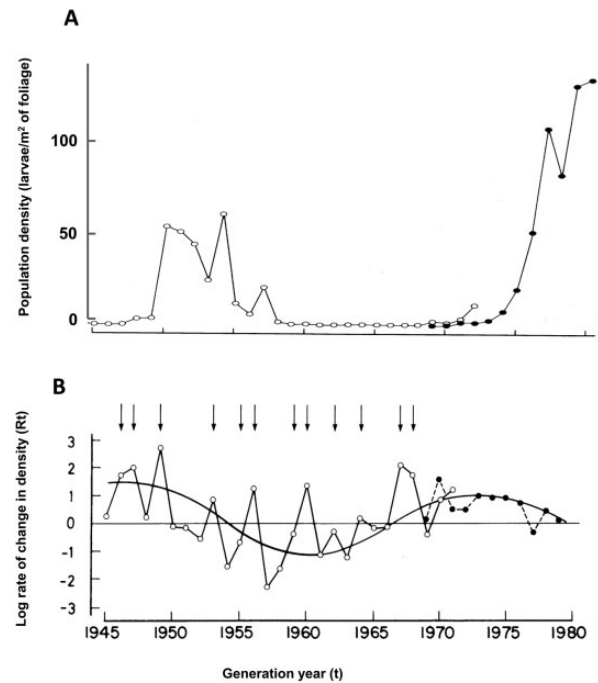 A
Population density (larvae/m² of foliage)
100
50
0
B
Log rate of change in density (Rt)
3
2
1
0
-1
-2
-3
1945 1950 1955 1960 1965 1970 1975 1980
Generation year (t)